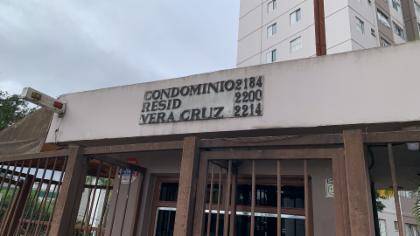 CONDOMINIO 2184
RESID 2200
VERA CRUZ 2214